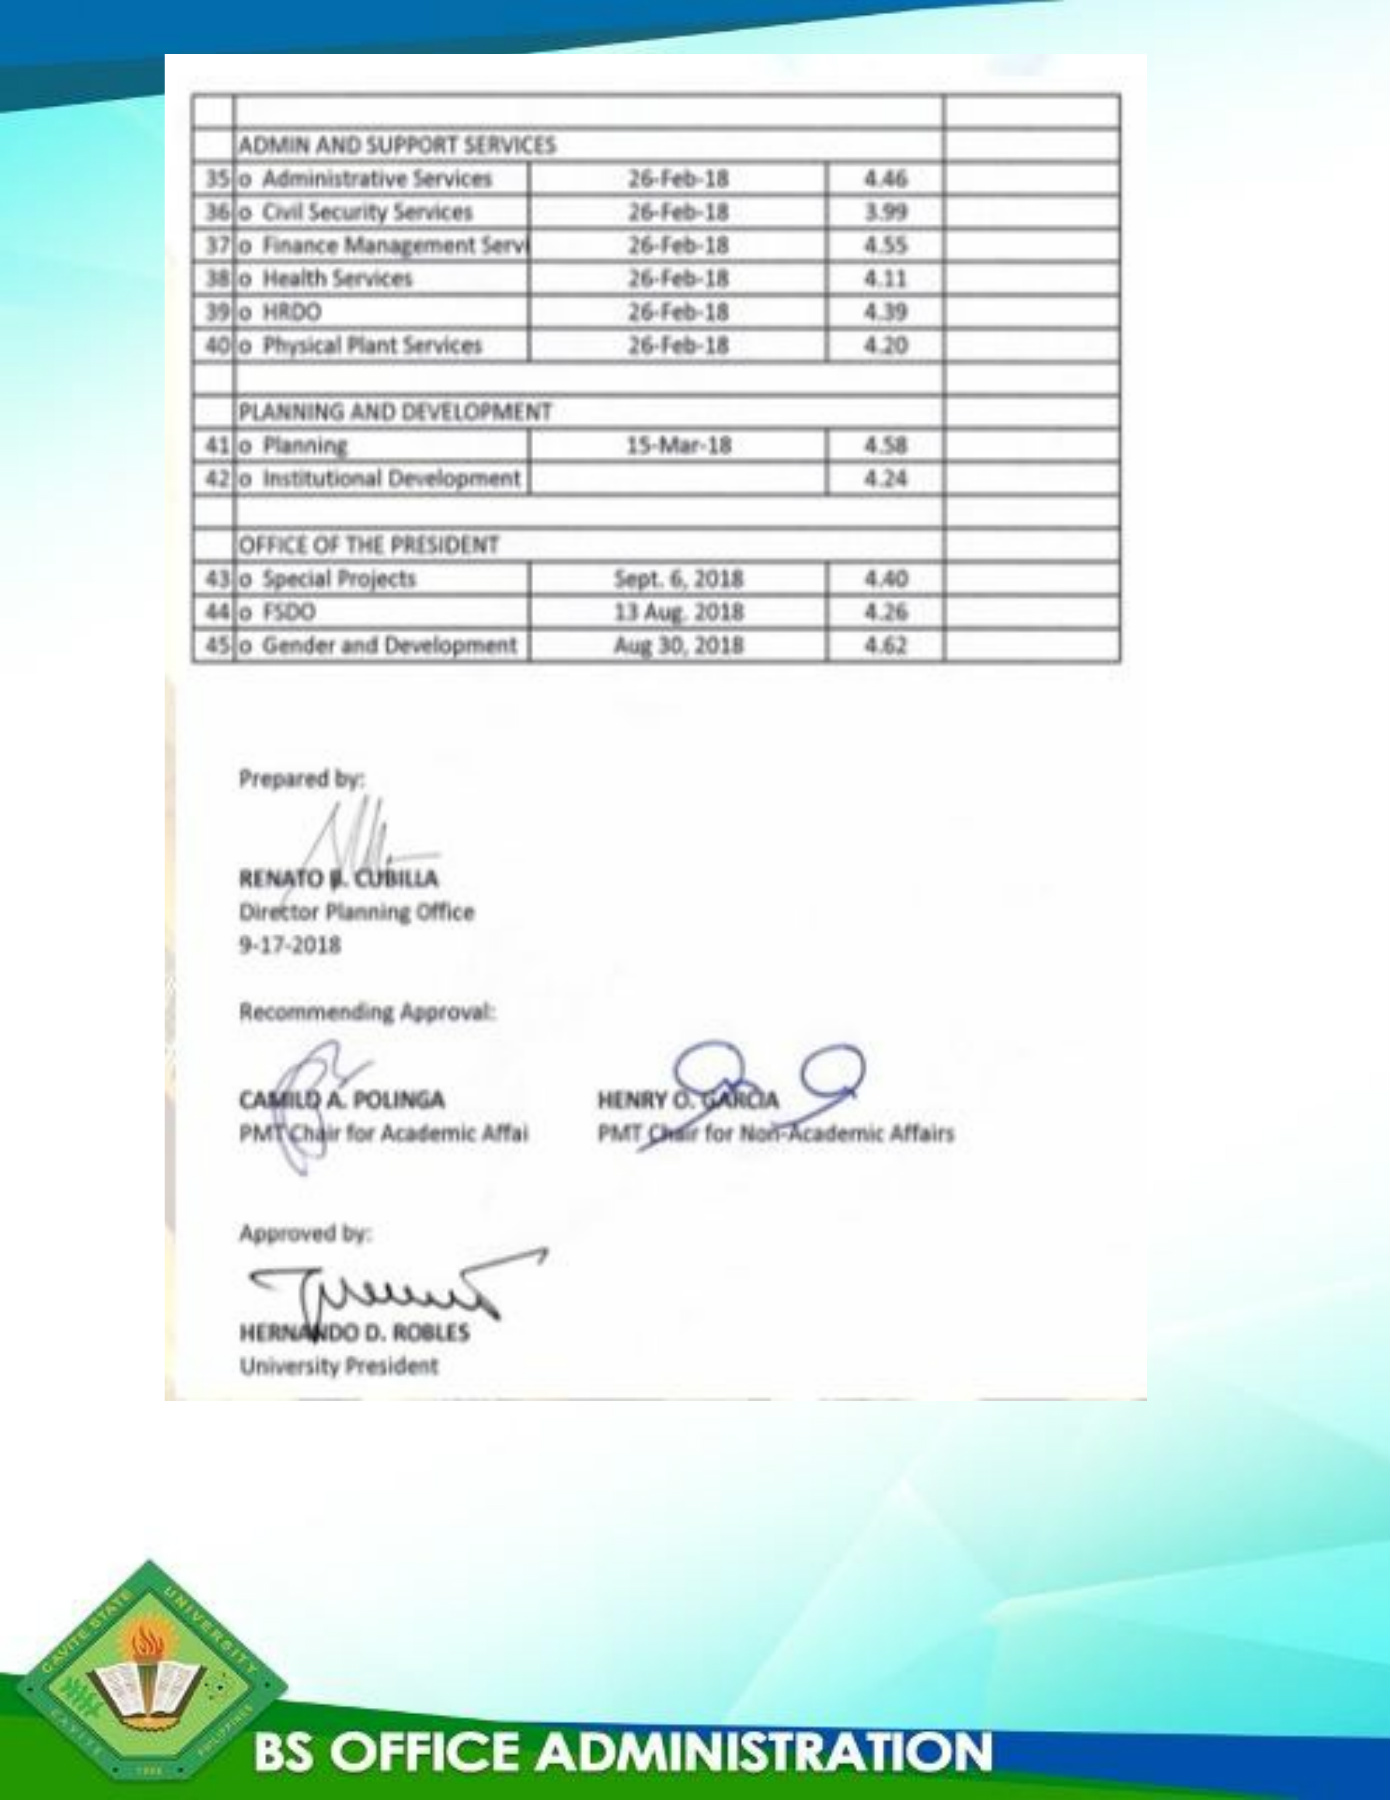 ADMIN AND SUPPORT SERVICES
35 o Administrative Services 26-Feb-18 4.46
36 o Civil Security Services 26-Feb-18 3.99
37 o Finance Management Servi 26-Feb-18 4.55
38 o Health Services 26-Feb-18 4.11
39 o HRDO 26-Feb-18 4.39
40 o Physical Plant Services 26-Feb-18 4.20
PLANNING AND DEVELOPMENT
41 o Planning 15-Mar-18 4.58
42 o Institutional Development 4.24
OFFICE OF THE PRESIDENT
43 o Special Projects Sept. 6, 2018 4.40
44 o FSDO 13 Aug. 2018 4.26
45 o Gender and Development Aug 30, 2018 4.62
Prepared by:
RENATO B. CUBILLA
Director Planning Office
9-17-2018
Recommending Approval:
CAMILO A. POLINGA HENRY O. GARCIA
PMT Chair for Academic Affai PMT Chair for Non-Academic Affairs
Approved by:
HERNANDO D. ROBLES
University President
CAVITE STATE UNIVERSITY
CAVITE PHILIPPINES
BS OFFICE ADMINISTRATION